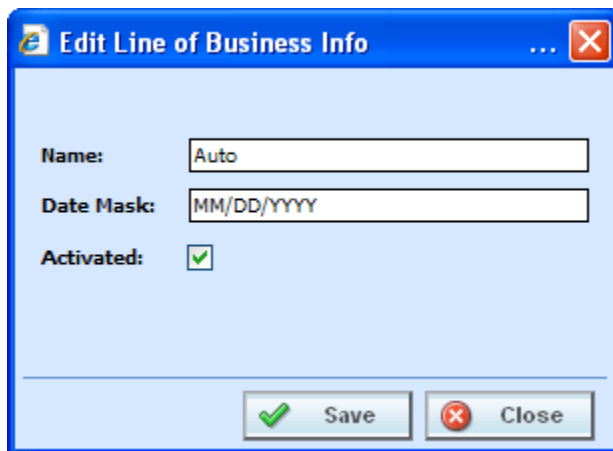 Edit Line of Business Info ...
Name: Auto
Date Mask: MM/DD/YYYY
Activated:
Save Close